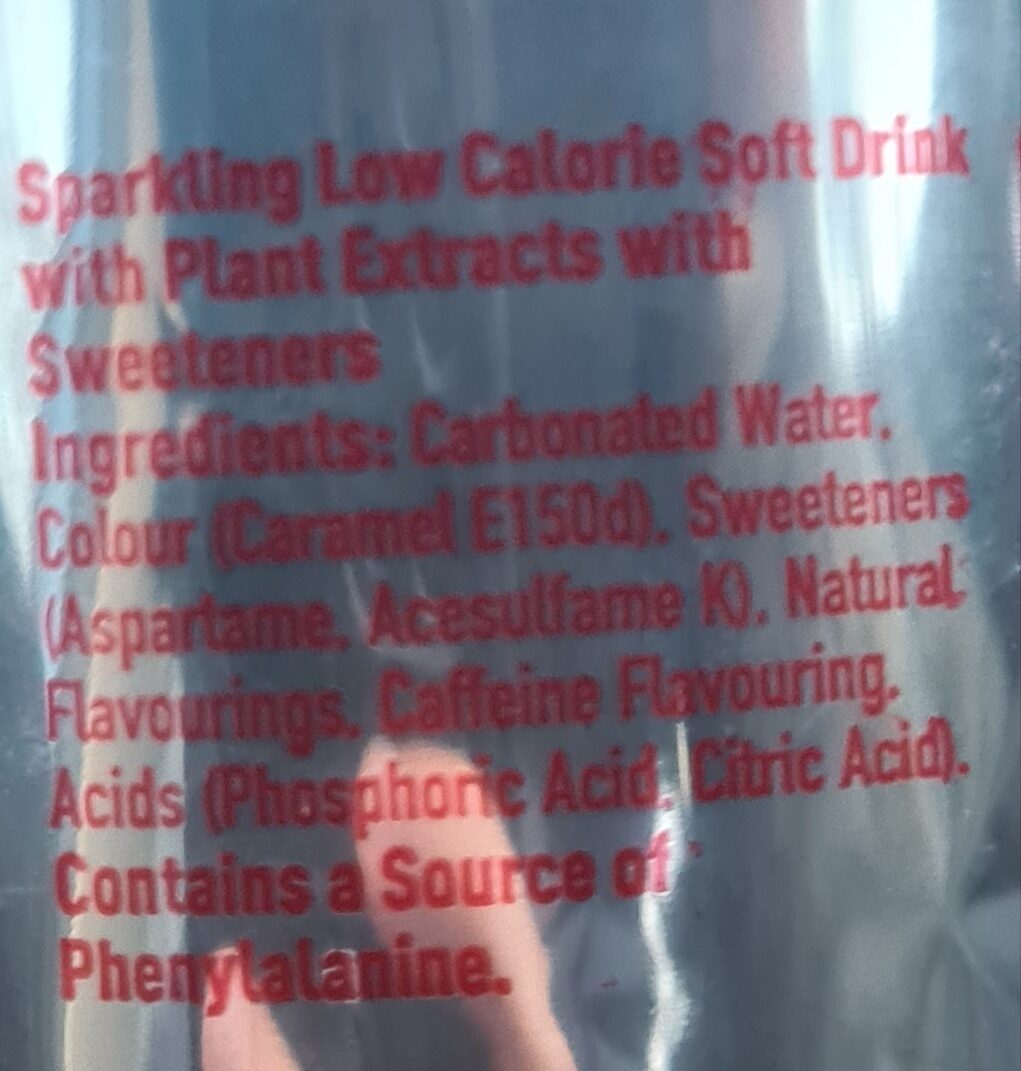 Sparkling Low Calorie Soft Drink
with Plant Extracts with
Sweeteners
Ingredients: Carbonated Water,
Colour (Caramel E150d), Sweeteners
(Aspartame, Acesulfame K), Natural
Flavourings, Caffeine Flavouring,
Acids (Phosphoric Acid, Citric Acid).
Contains a Source of
Phenylalanine.